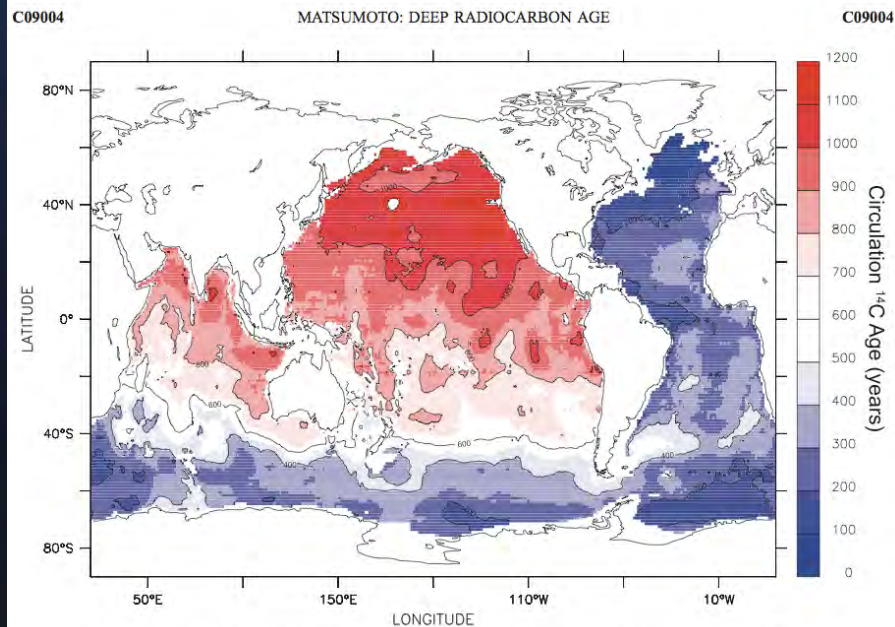 C09004
MATSUMOTO: DEEP RADIOCARBON AGE
C09004
80°N
40°N
0°
40°S
80°S
LATITUDE
50°E
150°E
110°W
10°W
LONGITUDE
1000
800
600
600
400
400
1200
1100
1000
900
800
700
600
500
400
300
200
100
0
Circulation ¹⁴C Age (years)